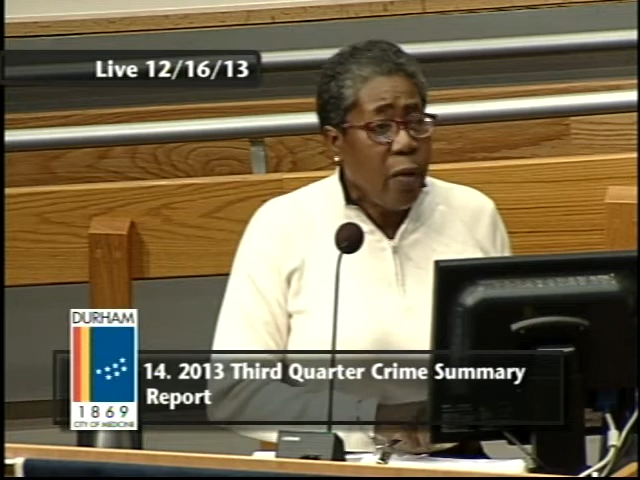 Live 12/16/13
DURHAM
1869
CITY OF MEDICINE
14. 2013 Third Quarter Crime Summary
Report